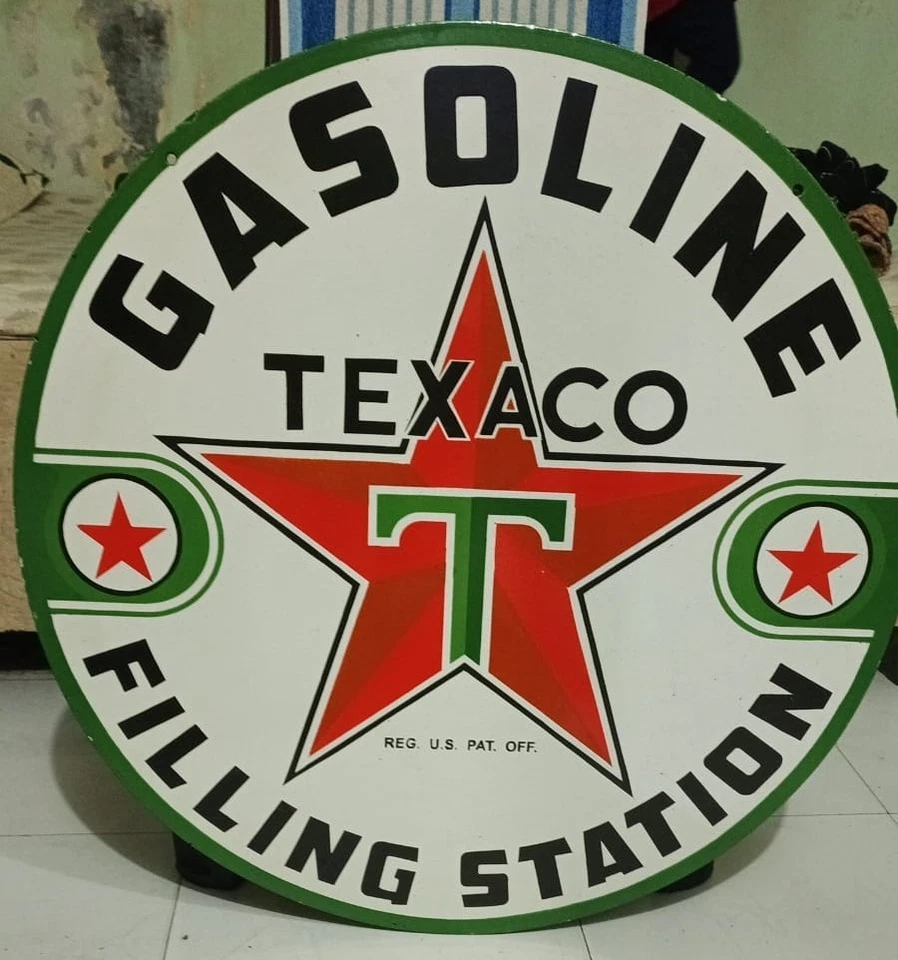 GASOLINE
TEXACO
T
REG. U.S. PAT. OFF.
FILLING STATION